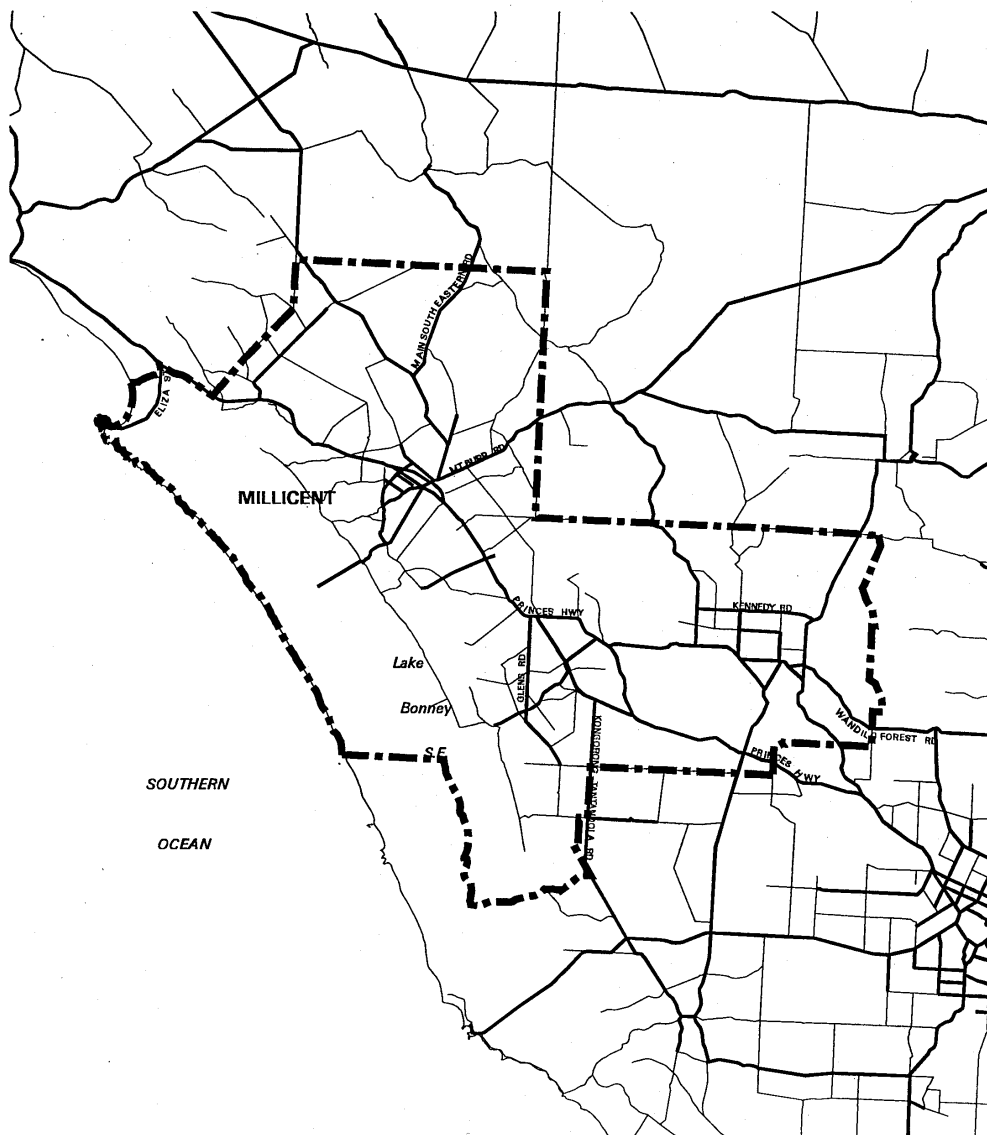 MAIN SOUTH EASTERN RD
ELIZA ST
MT BURR RD
MILLICENT
PRINCES HWY
KENNEDY RD
Lake
GLENS RD
Bonney
KONGORONG TANTANOOLA RD
WANDILO FOREST RD
S.E.
PRINCES HWY
SOUTHERN
OCEAN